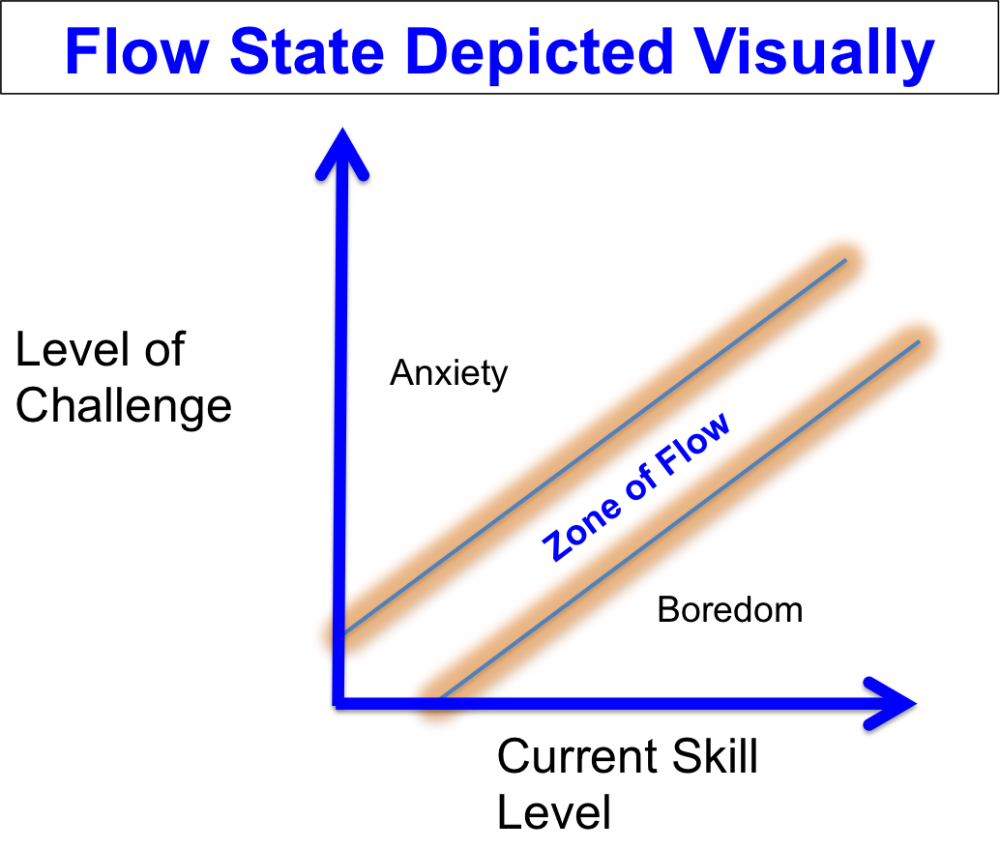 Flow State Depicted Visually
Level of
Challenge
Anxiety
Zone of Flow
Boredom
Current Skill
Level